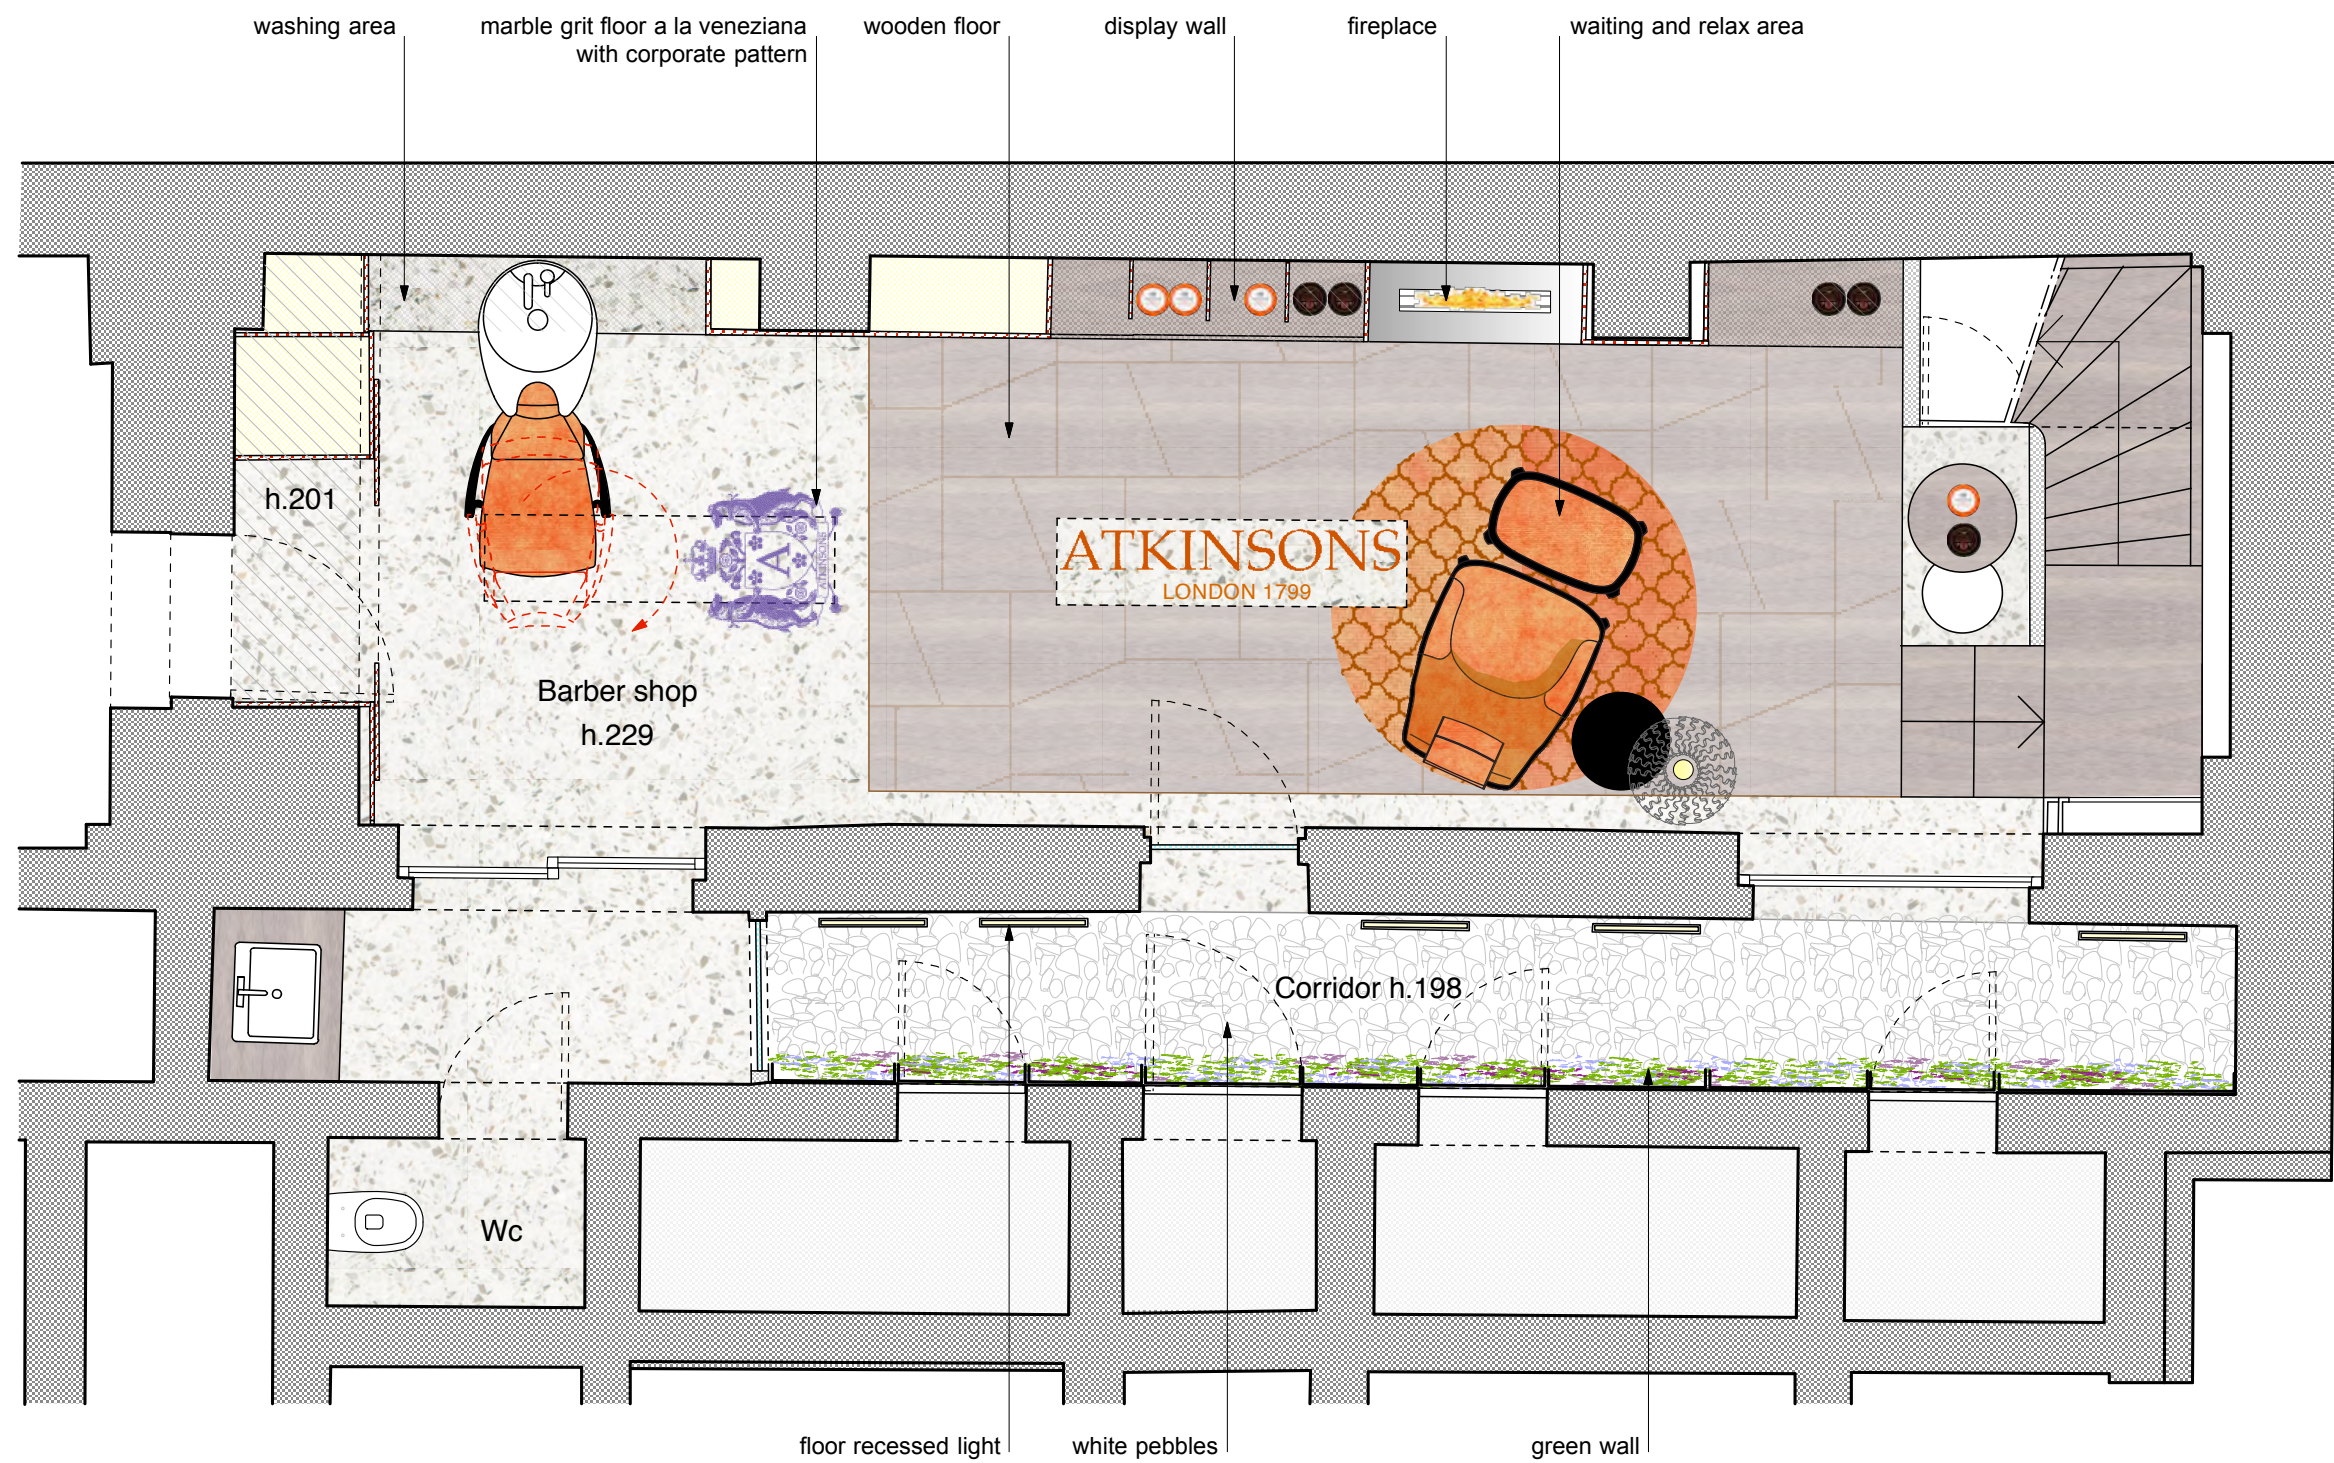 washing area
marble grit floor a la veneziana
with corporate pattern
wooden floor
display wall
fireplace
waiting and relax area
h.201
A
ATKINSONS
ATKINSONS
LONDON 1799
Barber shop
h.229
Corridor h.198
Wc
floor recessed light
white pebbles
green wall